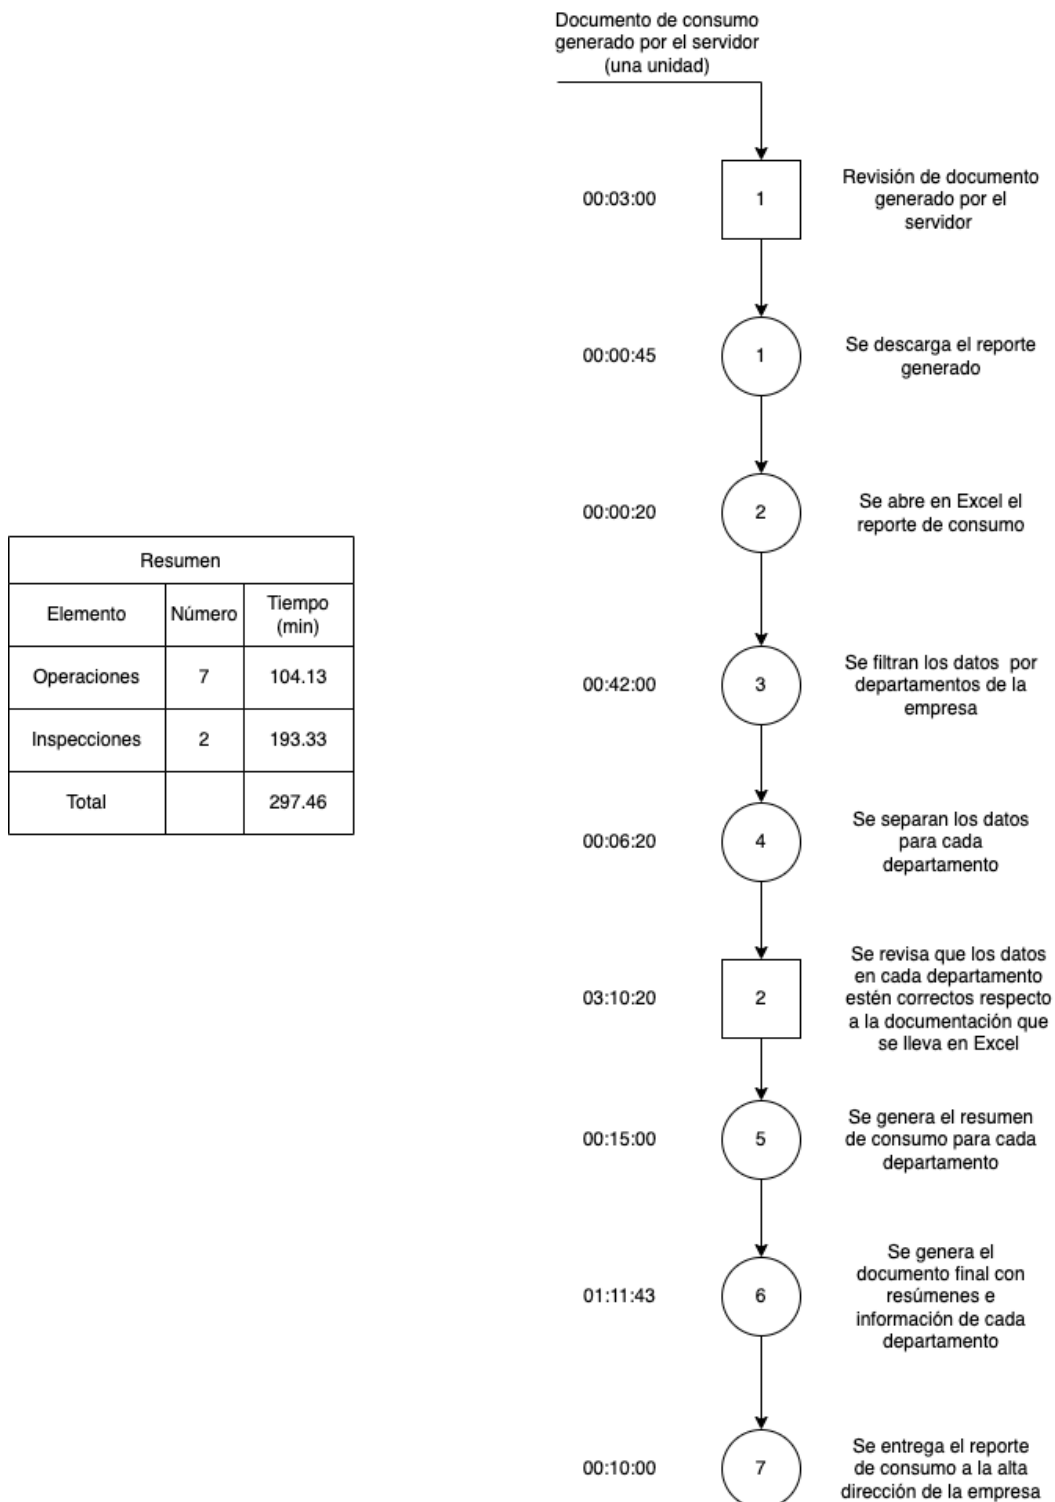 Documento de consumo
generado por el servidor
(una unidad)
00:03:00
1
Revisión de documento
generado por el
servidor
00:00:45
1
Se descarga el reporte
generado
00:00:20
2
Se abre en Excel el
reporte de consumo
Resumen
Elemento
Número
Tiempo
(min)
Operaciones
7
104.13
Inspecciones
2
193.33
Total
297.46
00:42:00
3
Se filtran los datos por
departamentos de la
empresa
00:06:20
4
Se separan los datos
para cada
departamento
03:10:20
2
Se revisa que los datos
en cada departamento
estén correctos respecto
a la documentación que
se lleva en Excel
00:15:00
5
Se genera el resumen
de consumo para cada
departamento
01:11:43
6
Se genera el
documento final con
resúmenes e
información de cada
departamento
00:10:00
7
Se entrega el reporte
de consumo a la alta
dirección de la empresa